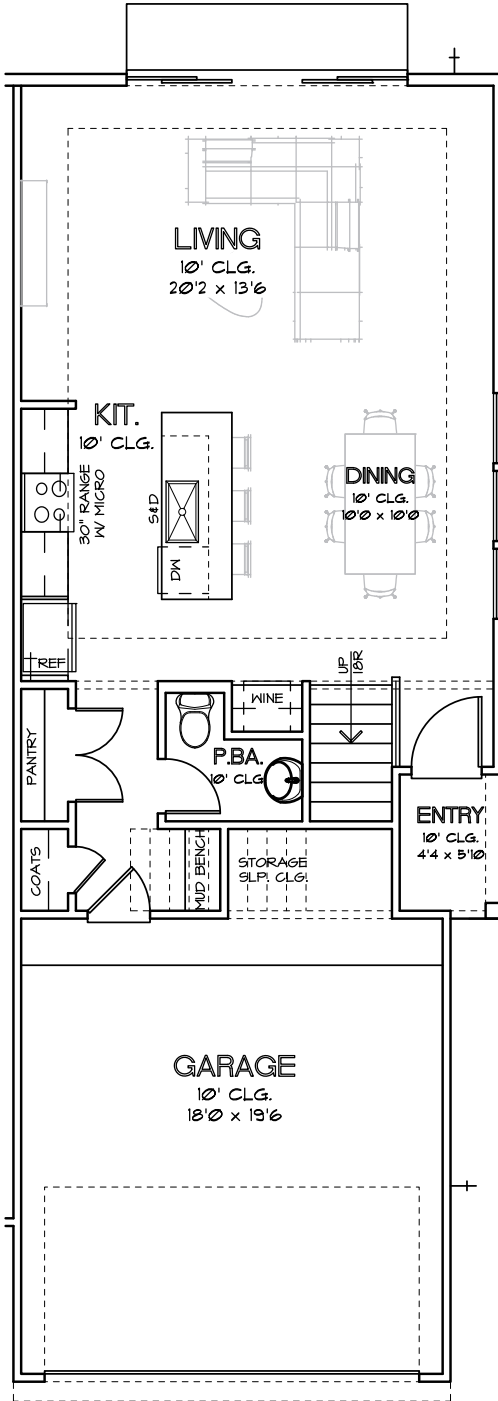 LIVING
10' CLG.
20'2 x 13'6
KIT.
10' CLG.
30" RANGE
W/ MICRO
S&D
DW
DINING
10' CLG.
10'0 x 10'0
REF
UP
18R
WINE
PANTRY
P.BA.
10' CLG
ENTRY
10' CLG.
4'4 x 5'10
COATS
MUD BENCH
STORAGE
SLP. CLG.
GARAGE
10' CLG.
18'0 x 19'6